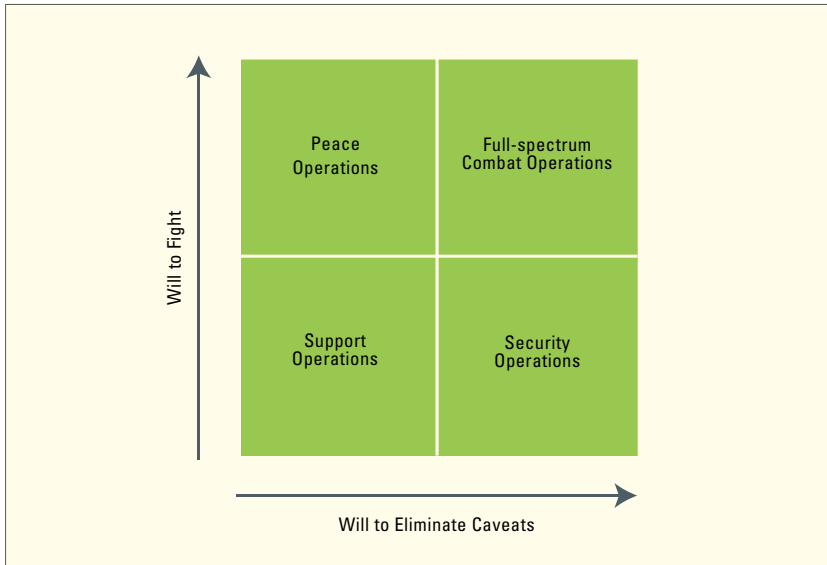 Peace
Operations
Full-spectrum
Combat Operations
Will to Fight
Support
Operations
Security
Operations
Will to Eliminate Caveats